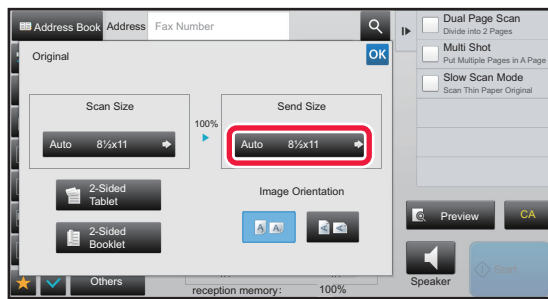 Address Book Address Fax Number
Original
OK
Scan Size
Auto 8½x11
100%
Send Size
Auto 8½x11
2-Sided
Tablet
2-Sided
Booklet
Image Orientation
Others
reception memory: 100%
Dual Page Scan
Divide into 2 Pages
Multi Shot
Put Multiple Pages in A Page
Slow Scan Mode
Scan Thin Paper Original
Preview
CA
Speaker
Start